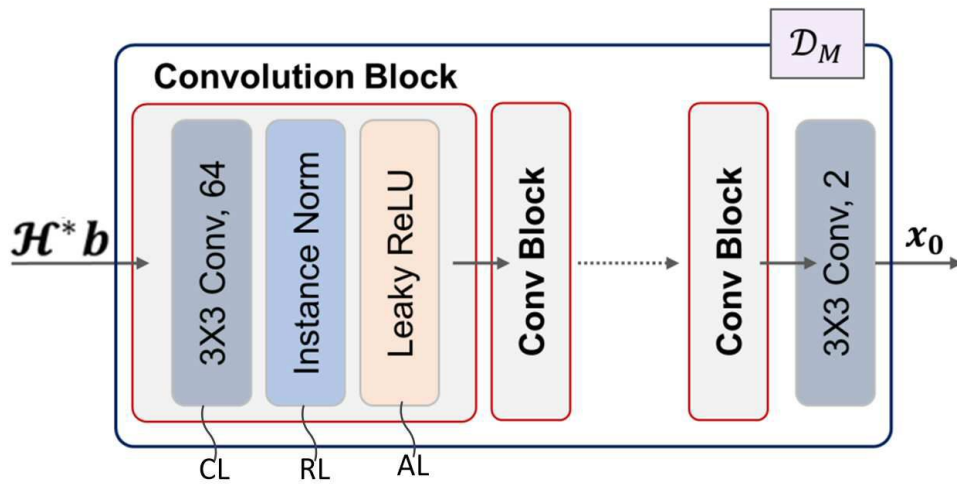 𝒟_M
Convolution Block
ℋ* b
3X3 Conv, 64
Instance Norm
Leaky ReLU
Conv Block
Conv Block
3X3 Conv, 2
x₀
CL
RL
AL